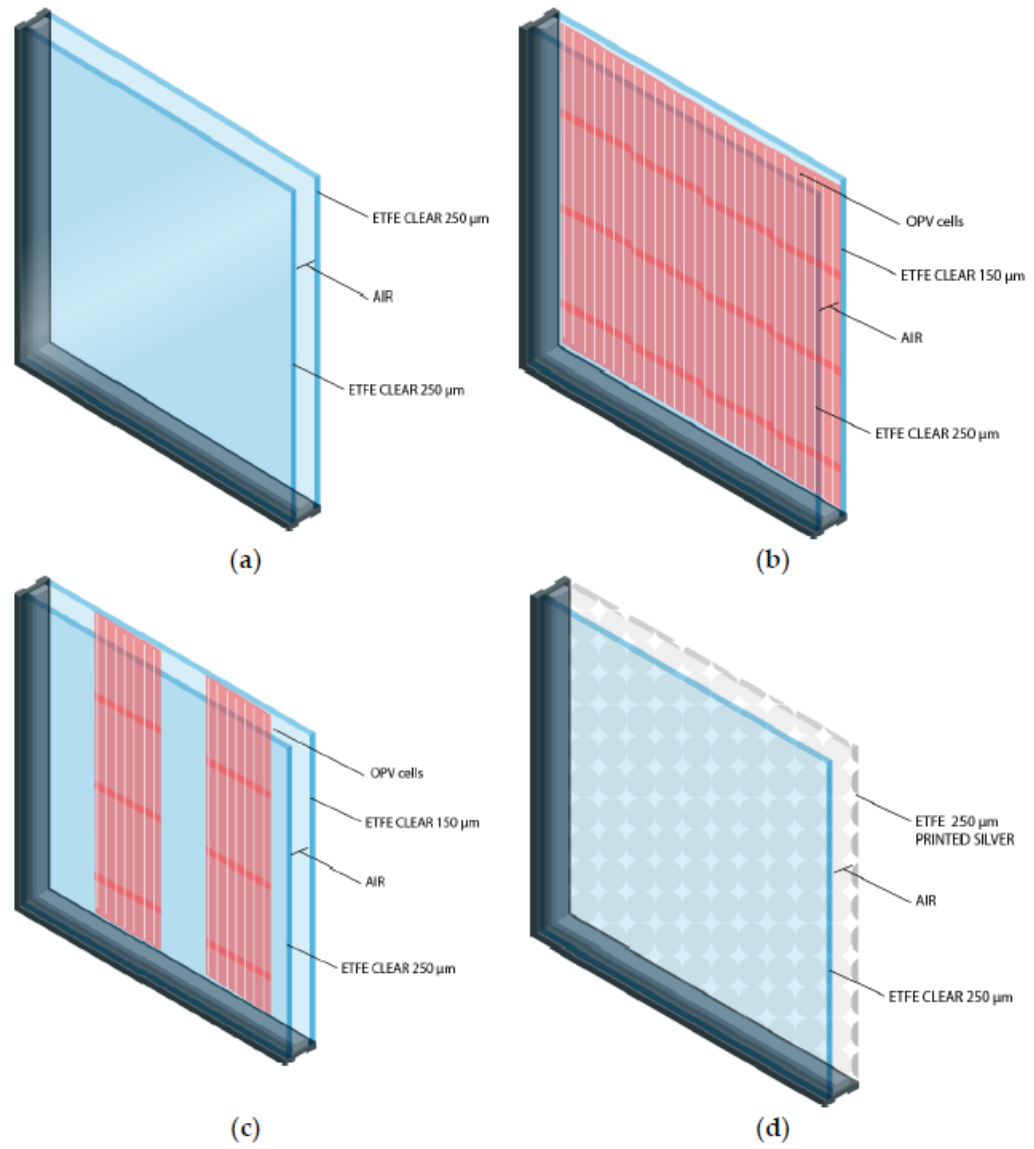 ETFE CLEAR 250 µm
AIR
ETFE CLEAR 250 µm
(a)
OPV cells
ETFE CLEAR 150 µm
AIR
ETFE CLEAR 250 µm
(b)
OPV cells
ETFE CLEAR 150 µm
AIR
ETFE CLEAR 250 µm
(c)
ETFE 250 µm
PRINTED SILVER
AIR
ETFE CLEAR 250 µm
(d)